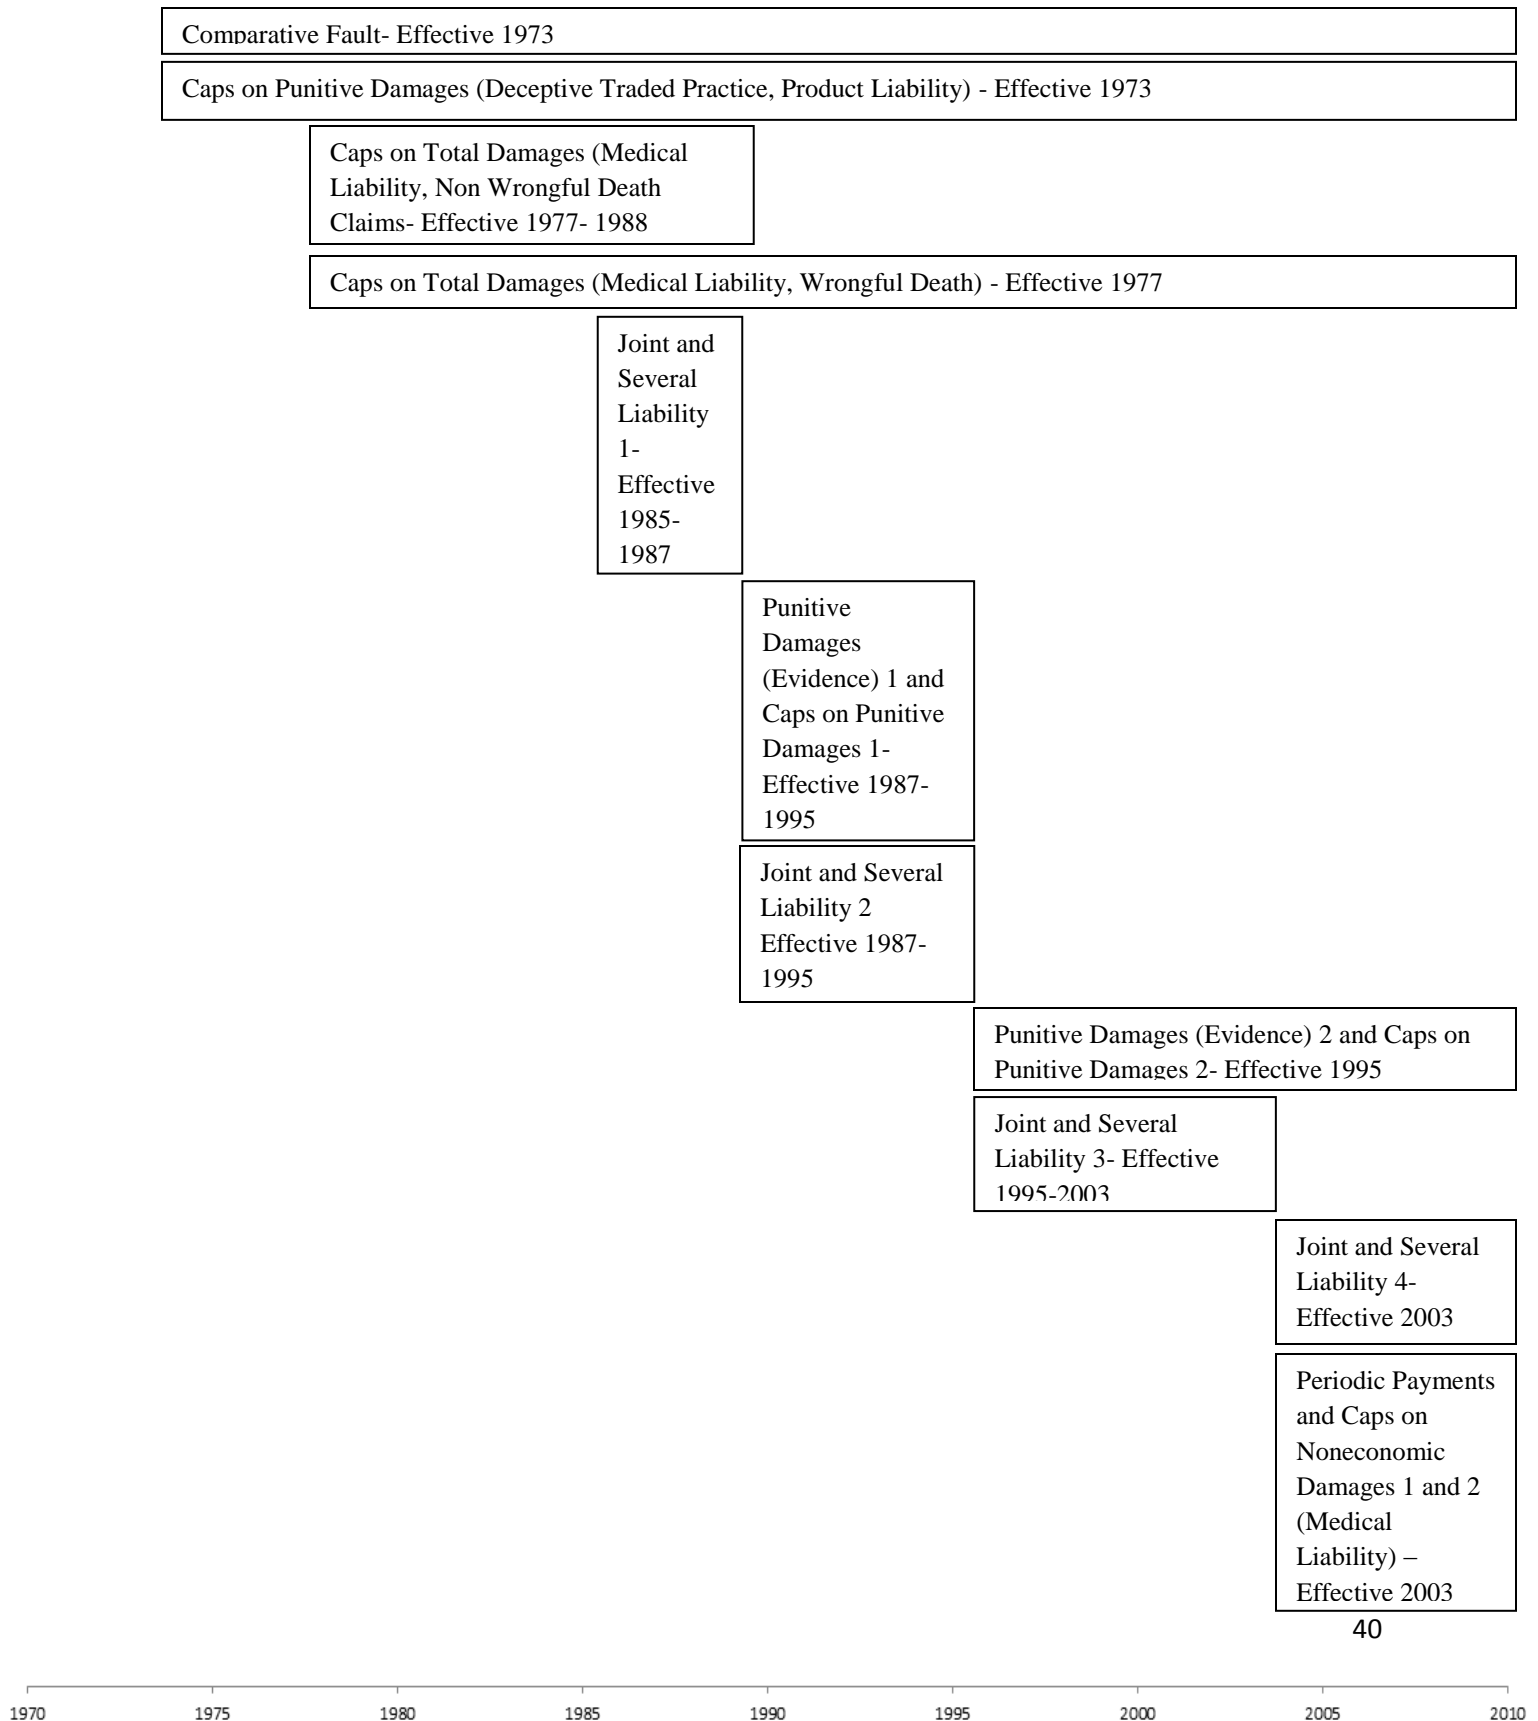 Comparative Fault- Effective 1973
Caps on Punitive Damages (Deceptive Traded Practice, Product Liability) - Effective 1973
Caps on Total Damages (Medical
Liability, Non Wrongful Death
Claims- Effective 1977- 1988
Caps on Total Damages (Medical Liability, Wrongful Death) - Effective 1977
Joint and
Several
Liability
1-
Effective
1985-
1987
Punitive
Damages
(Evidence) 1 and
Caps on Punitive
Damages 1-
Effective 1987-
1995
Joint and Several
Liability 2
Effective 1987-
1995
Punitive Damages (Evidence) 2 and Caps on
Punitive Damages 2- Effective 1995
Joint and Several
Liability 3- Effective
1995-2003
Joint and Several
Liability 4-
Effective 2003
Periodic Payments
and Caps on
Noneconomic
Damages 1 and 2
(Medical
Liability) –
Effective 2003
40
1970 1975 1980 1985 1990 1995 2000 2005 2010